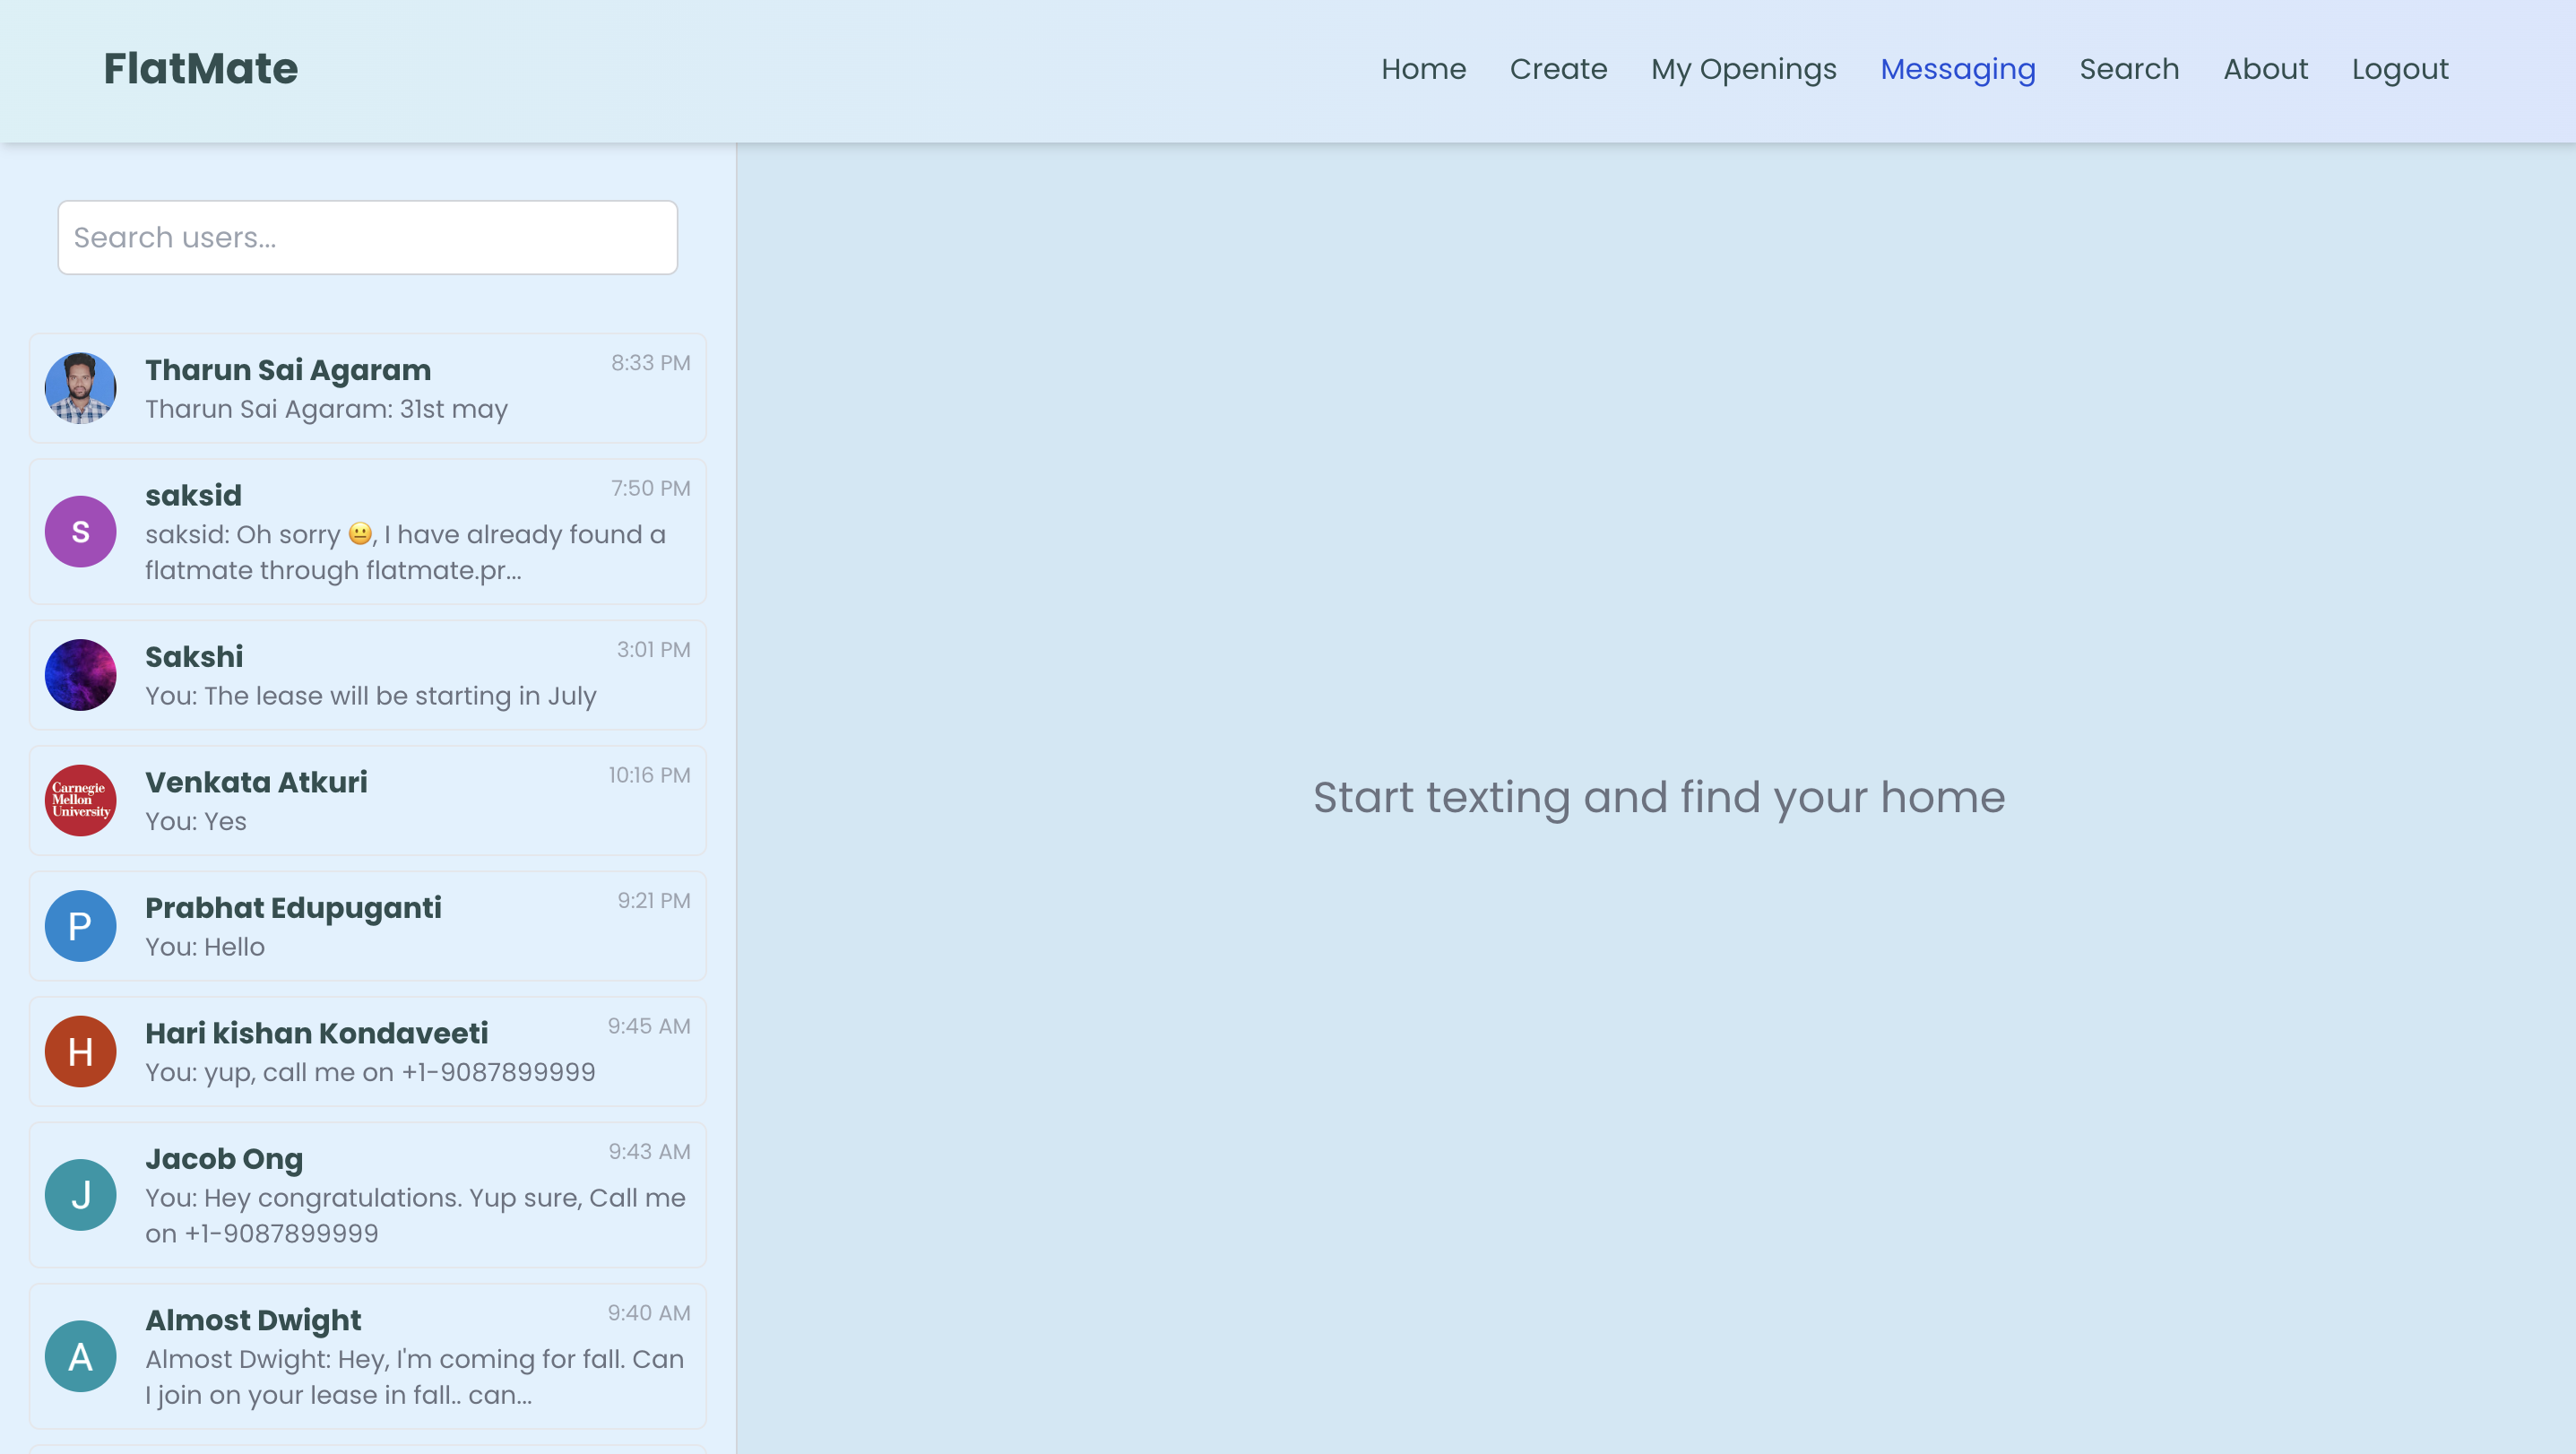 FlatMate
Home Create My Openings Messaging Search About Logout
Search users...
Tharun Sai Agaram 8:33 PM
Tharun Sai Agaram: 31st may
S
saksid 7:50 PM
saksid: Oh sorry 😐, I have already found a
flatmate through flatmate.pr...
Sakshi 3:01 PM
You: The lease will be starting in July
Carnegie
Mellon
University
Venkata Atkuri 10:16 PM
You: Yes
P
Prabhat Edupuganti 9:21 PM
You: Hello
H
Hari kishan Kondaveeti 9:45 AM
You: yup, call me on +1-9087899999
J
Jacob Ong 9:43 AM
You: Hey congratulations. Yup sure, Call me
on +1-9087899999
A
Almost Dwight 9:40 AM
Almost Dwight: Hey, I'm coming for fall. Can
I join on your lease in fall.. can...
Start texting and find your home